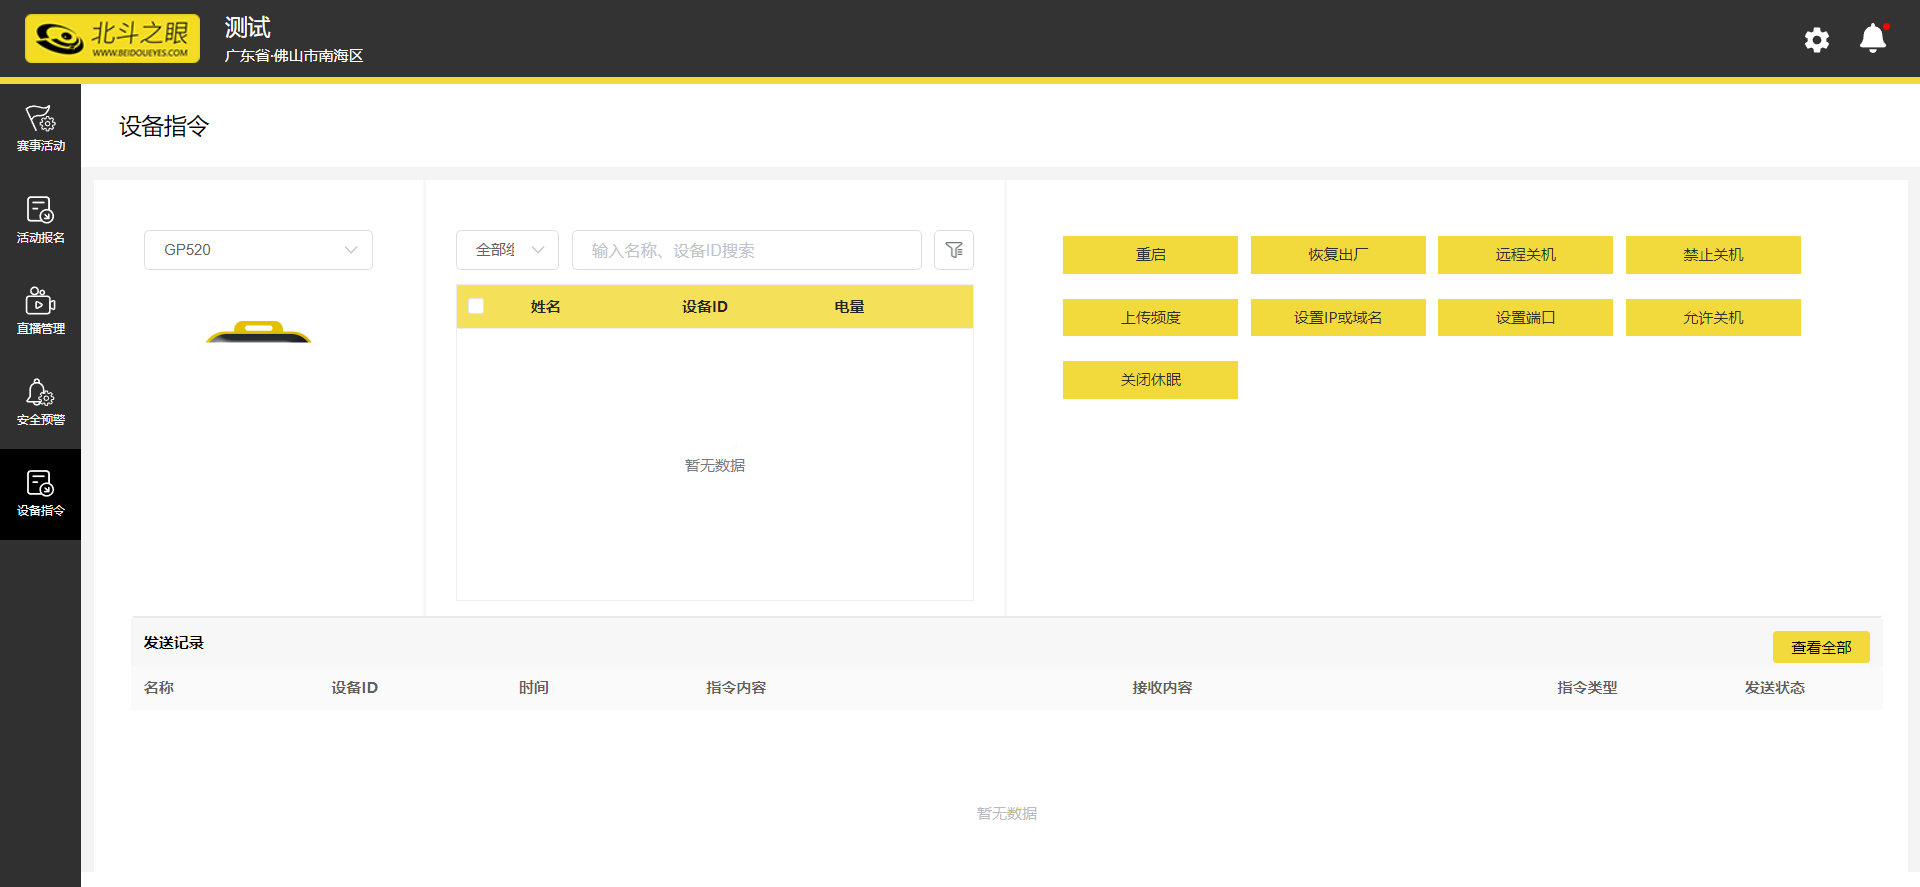 北斗之眼
WWW.BEIDOUEYES.COM
测试
广东省·佛山市南海区
赛事活动
活动报名
直播管理
安全预警
设备指令
设备指令
GP520
全部组
输入名称、设备ID搜索
姓名 设备ID 电量
暂无数据
重启 恢复出厂 远程关机 禁止关机
上传频度 设置IP或域名 设置端口 允许关机
关闭休眠
发送记录
查看全部
名称 设备ID 时间 指令内容 接收内容 指令类型 发送状态
暂无数据